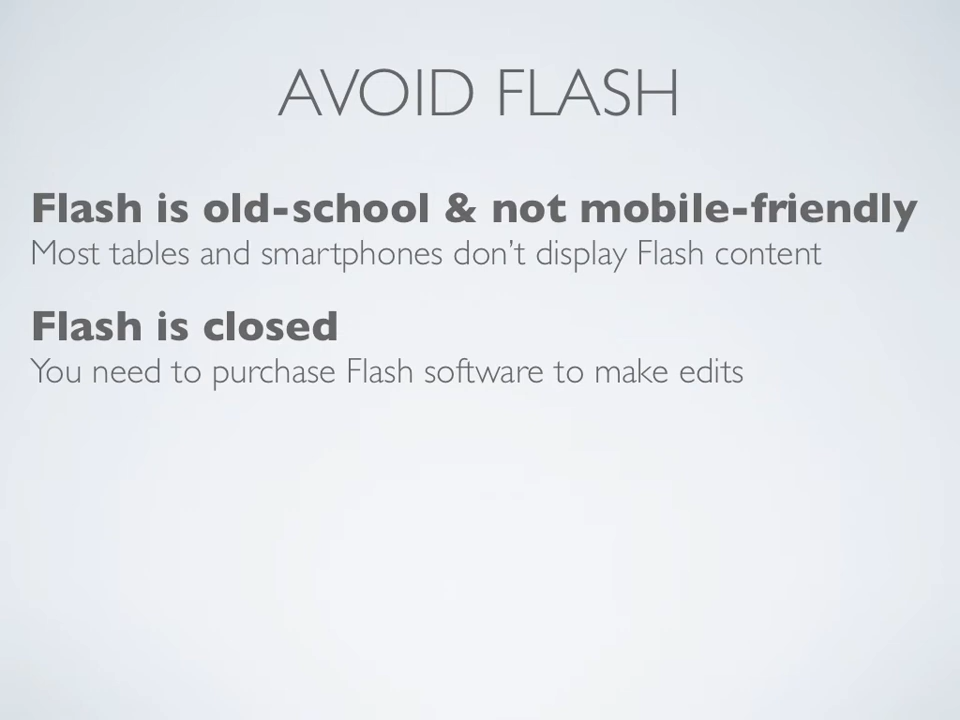 AVOID FLASH
Flash is old-school & not mobile-friendly
Most tables and smartphones don’t display Flash content
Flash is closed
You need to purchase Flash software to make edits